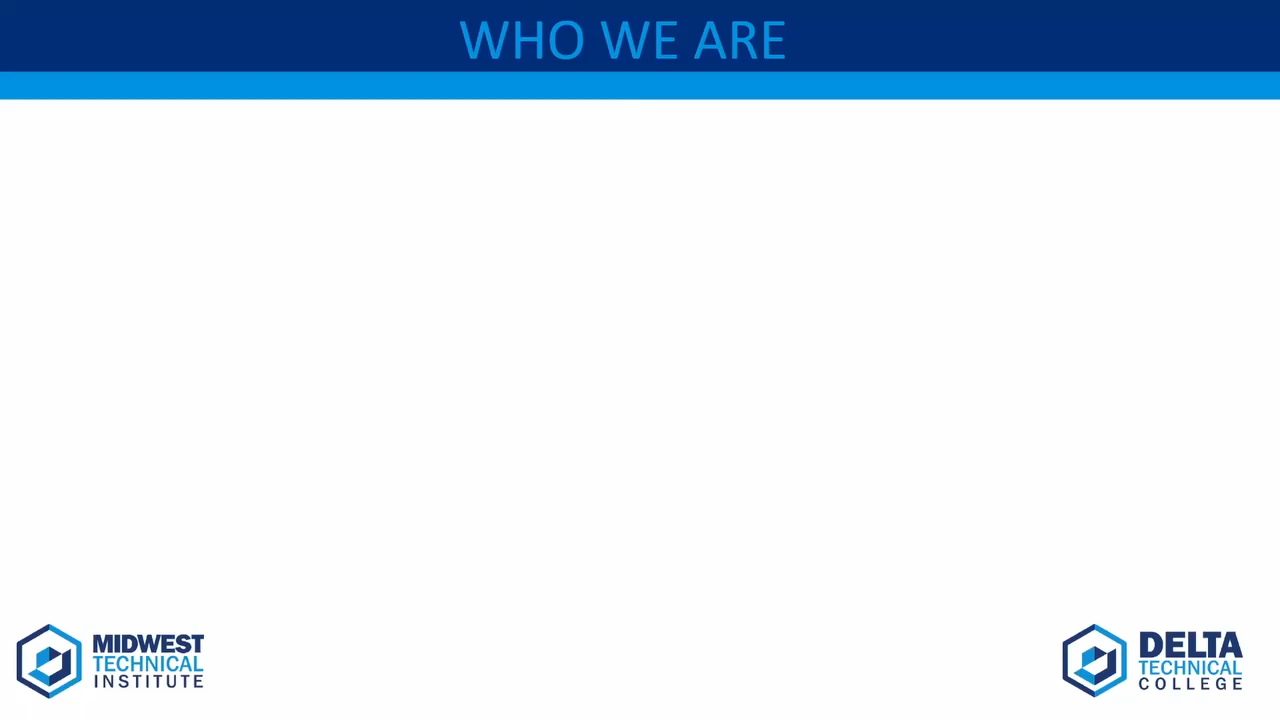 WHO WE ARE
MIDWEST
TECHNICAL
INSTITUTE
DELTA
TECHNICAL
COLLEGE